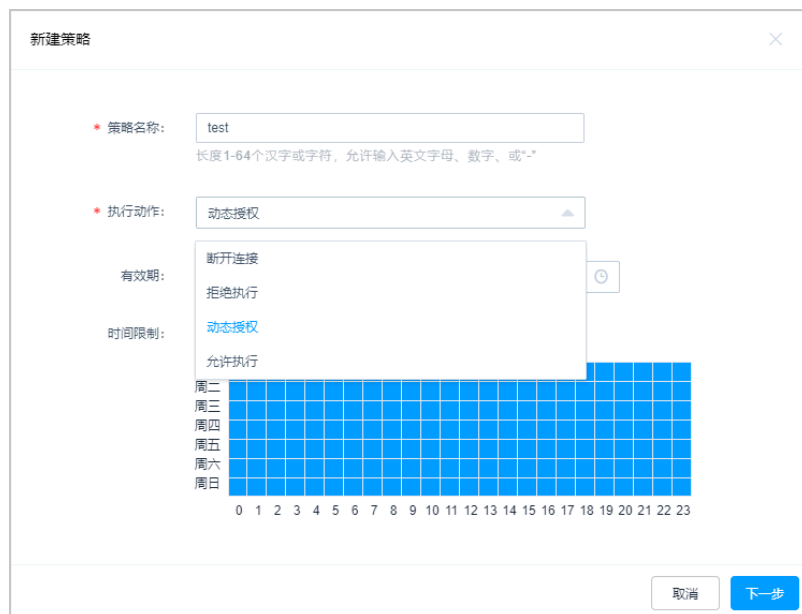 新建策略
* 策略名称:
test
长度1-64个汉字或字符，允许输入英文字母、数字、或“-”
* 执行动作:
动态授权
断开连接
拒绝执行
动态授权
允许执行
有效期:
时间限制:
周二
周三
周四
周五
周六
周日
0 1 2 3 4 5 6 7 8 9 10 11 12 13 14 15 16 17 18 19 20 21 22 23
取消
下一步